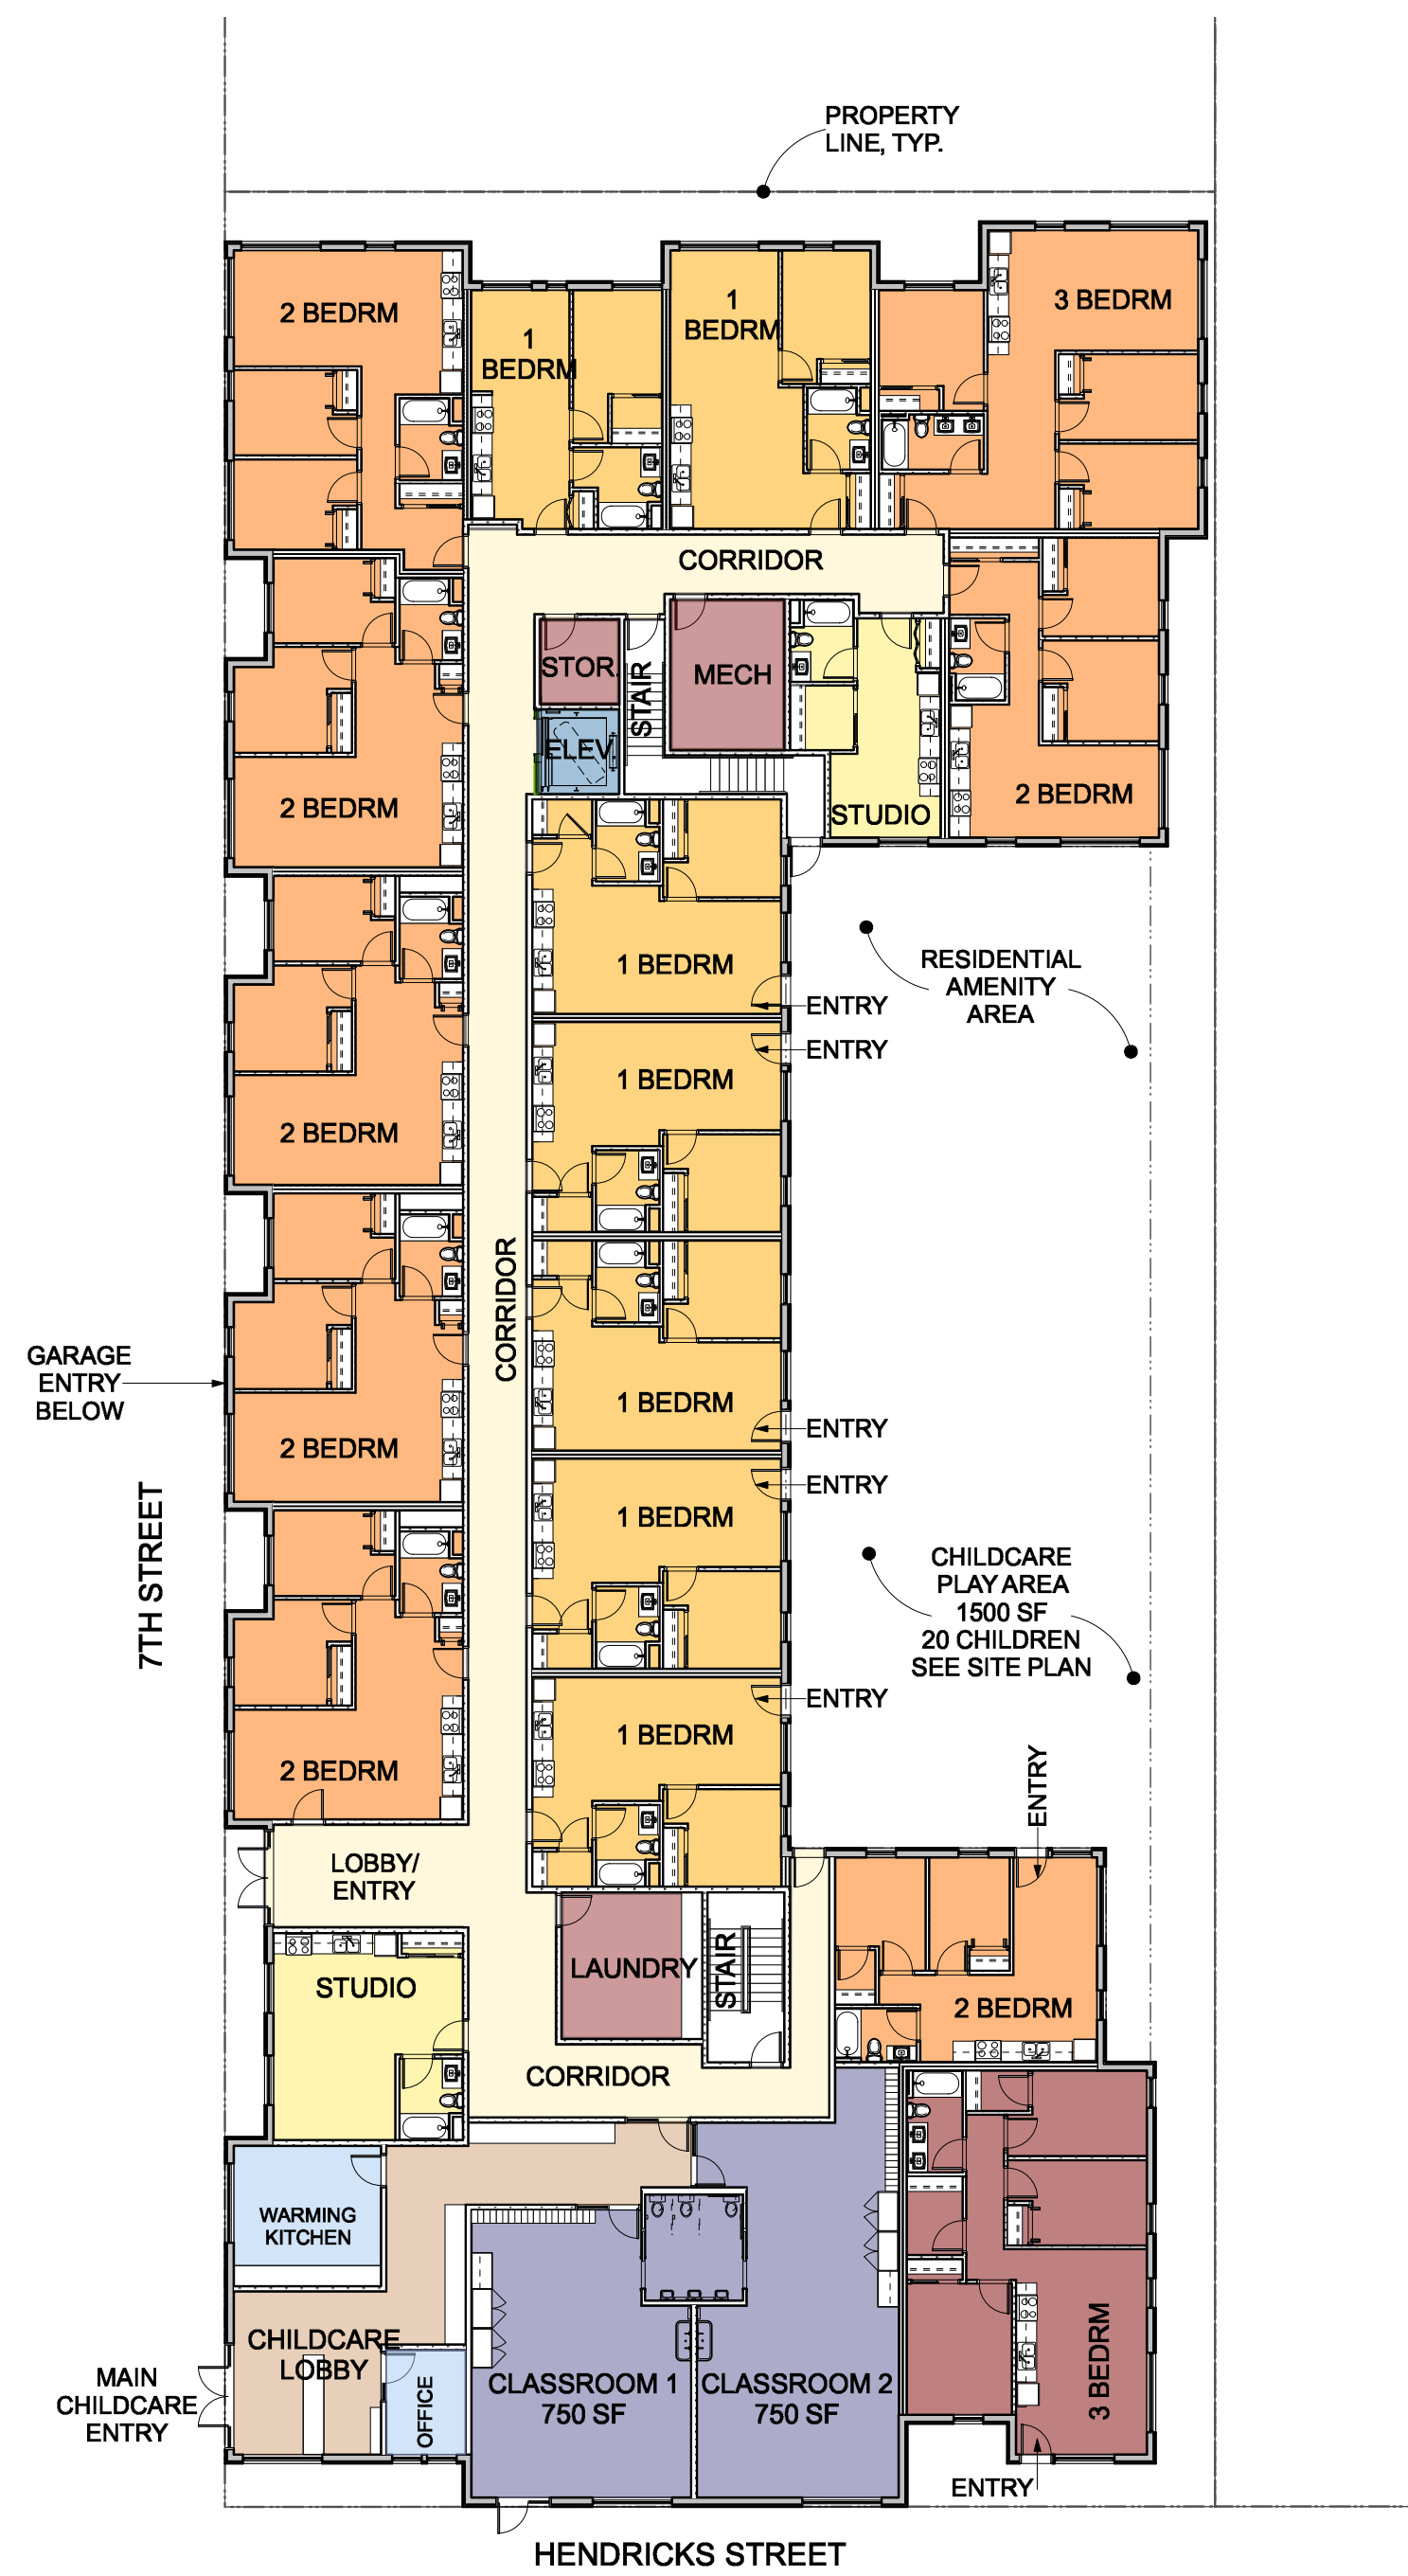 PROPERTY
LINE, TYP.
2 BEDRM
1
BEDRM
1
BEDRM
3 BEDRM
CORRIDOR
STOR.
STAIR
MECH
ELEV
2 BEDRM
STUDIO
2 BEDRM
1 BEDRM
ENTRY
RESIDENTIAL
AMENITY
AREA
ENTRY
1 BEDRM
2 BEDRM
CORRIDOR
GARAGE
ENTRY
BELOW
1 BEDRM
ENTRY
2 BEDRM
ENTRY
1 BEDRM
7TH STREET
CHILDCARE
PLAY AREA
1500 SF
20 CHILDREN
SEE SITE PLAN
ENTRY
1 BEDRM
2 BEDRM
ENTRY
LOBBY/
ENTRY
LAUNDRY
STAIR
STUDIO
2 BEDRM
CORRIDOR
WARMING
KITCHEN
CHILDCARE
LOBBY
MAIN
CHILDCARE
ENTRY
OFFICE
CLASSROOM 1
750 SF
CLASSROOM 2
750 SF
3 BEDRM
ENTRY
HENDRICKS STREET